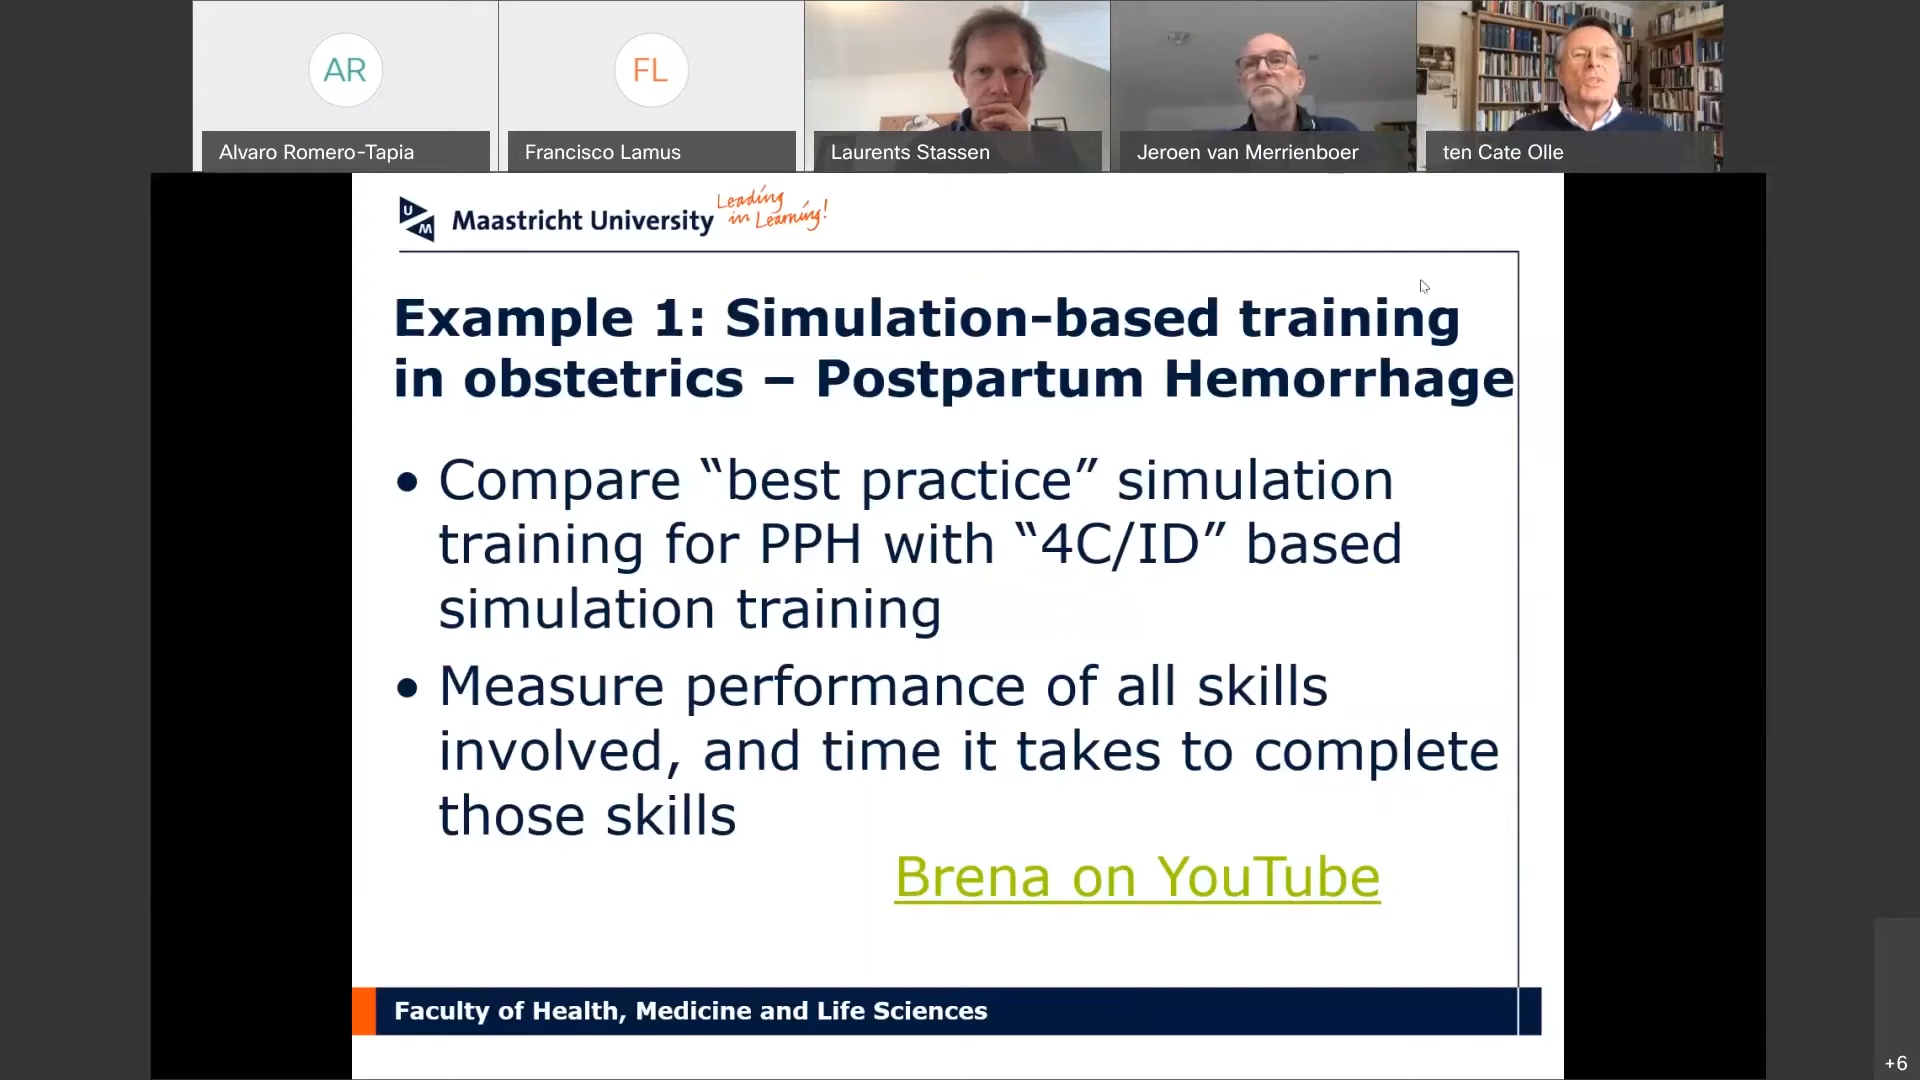 AR
FL
Alvaro Romero-Tapia
Francisco Lamus
Laurents Stassen
Jeroen van Merrienboer
ten Cate Olle
U
M
Maastricht University
Leading
in Learning!
Example 1: Simulation-based training
in obstetrics – Postpartum Hemorrhage
• Compare “best practice” simulation
training for PPH with “4C/ID” based
simulation training
• Measure performance of all skills
involved, and time it takes to complete
those skills
Brena on YouTube
Faculty of Health, Medicine and Life Sciences
+6